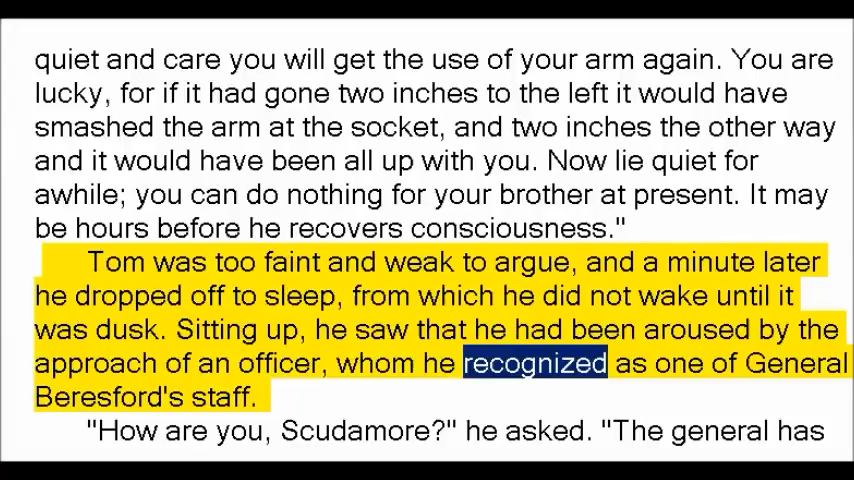 quiet and care you will get the use of your arm again. You are
lucky, for if it had gone two inches to the left it would have
smashed the arm at the socket, and two inches the other way
and it would have been all up with you. Now lie quiet for
awhile; you can do nothing for your brother at present. It may
be hours before he recovers consciousness."
Tom was too faint and weak to argue, and a minute later
he dropped off to sleep, from which he did not wake until it
was dusk. Sitting up, he saw that he had been aroused by the
approach of an officer, whom he recognized as one of General
Beresford's staff.
"How are you, Scudamore?" he asked. "The general has